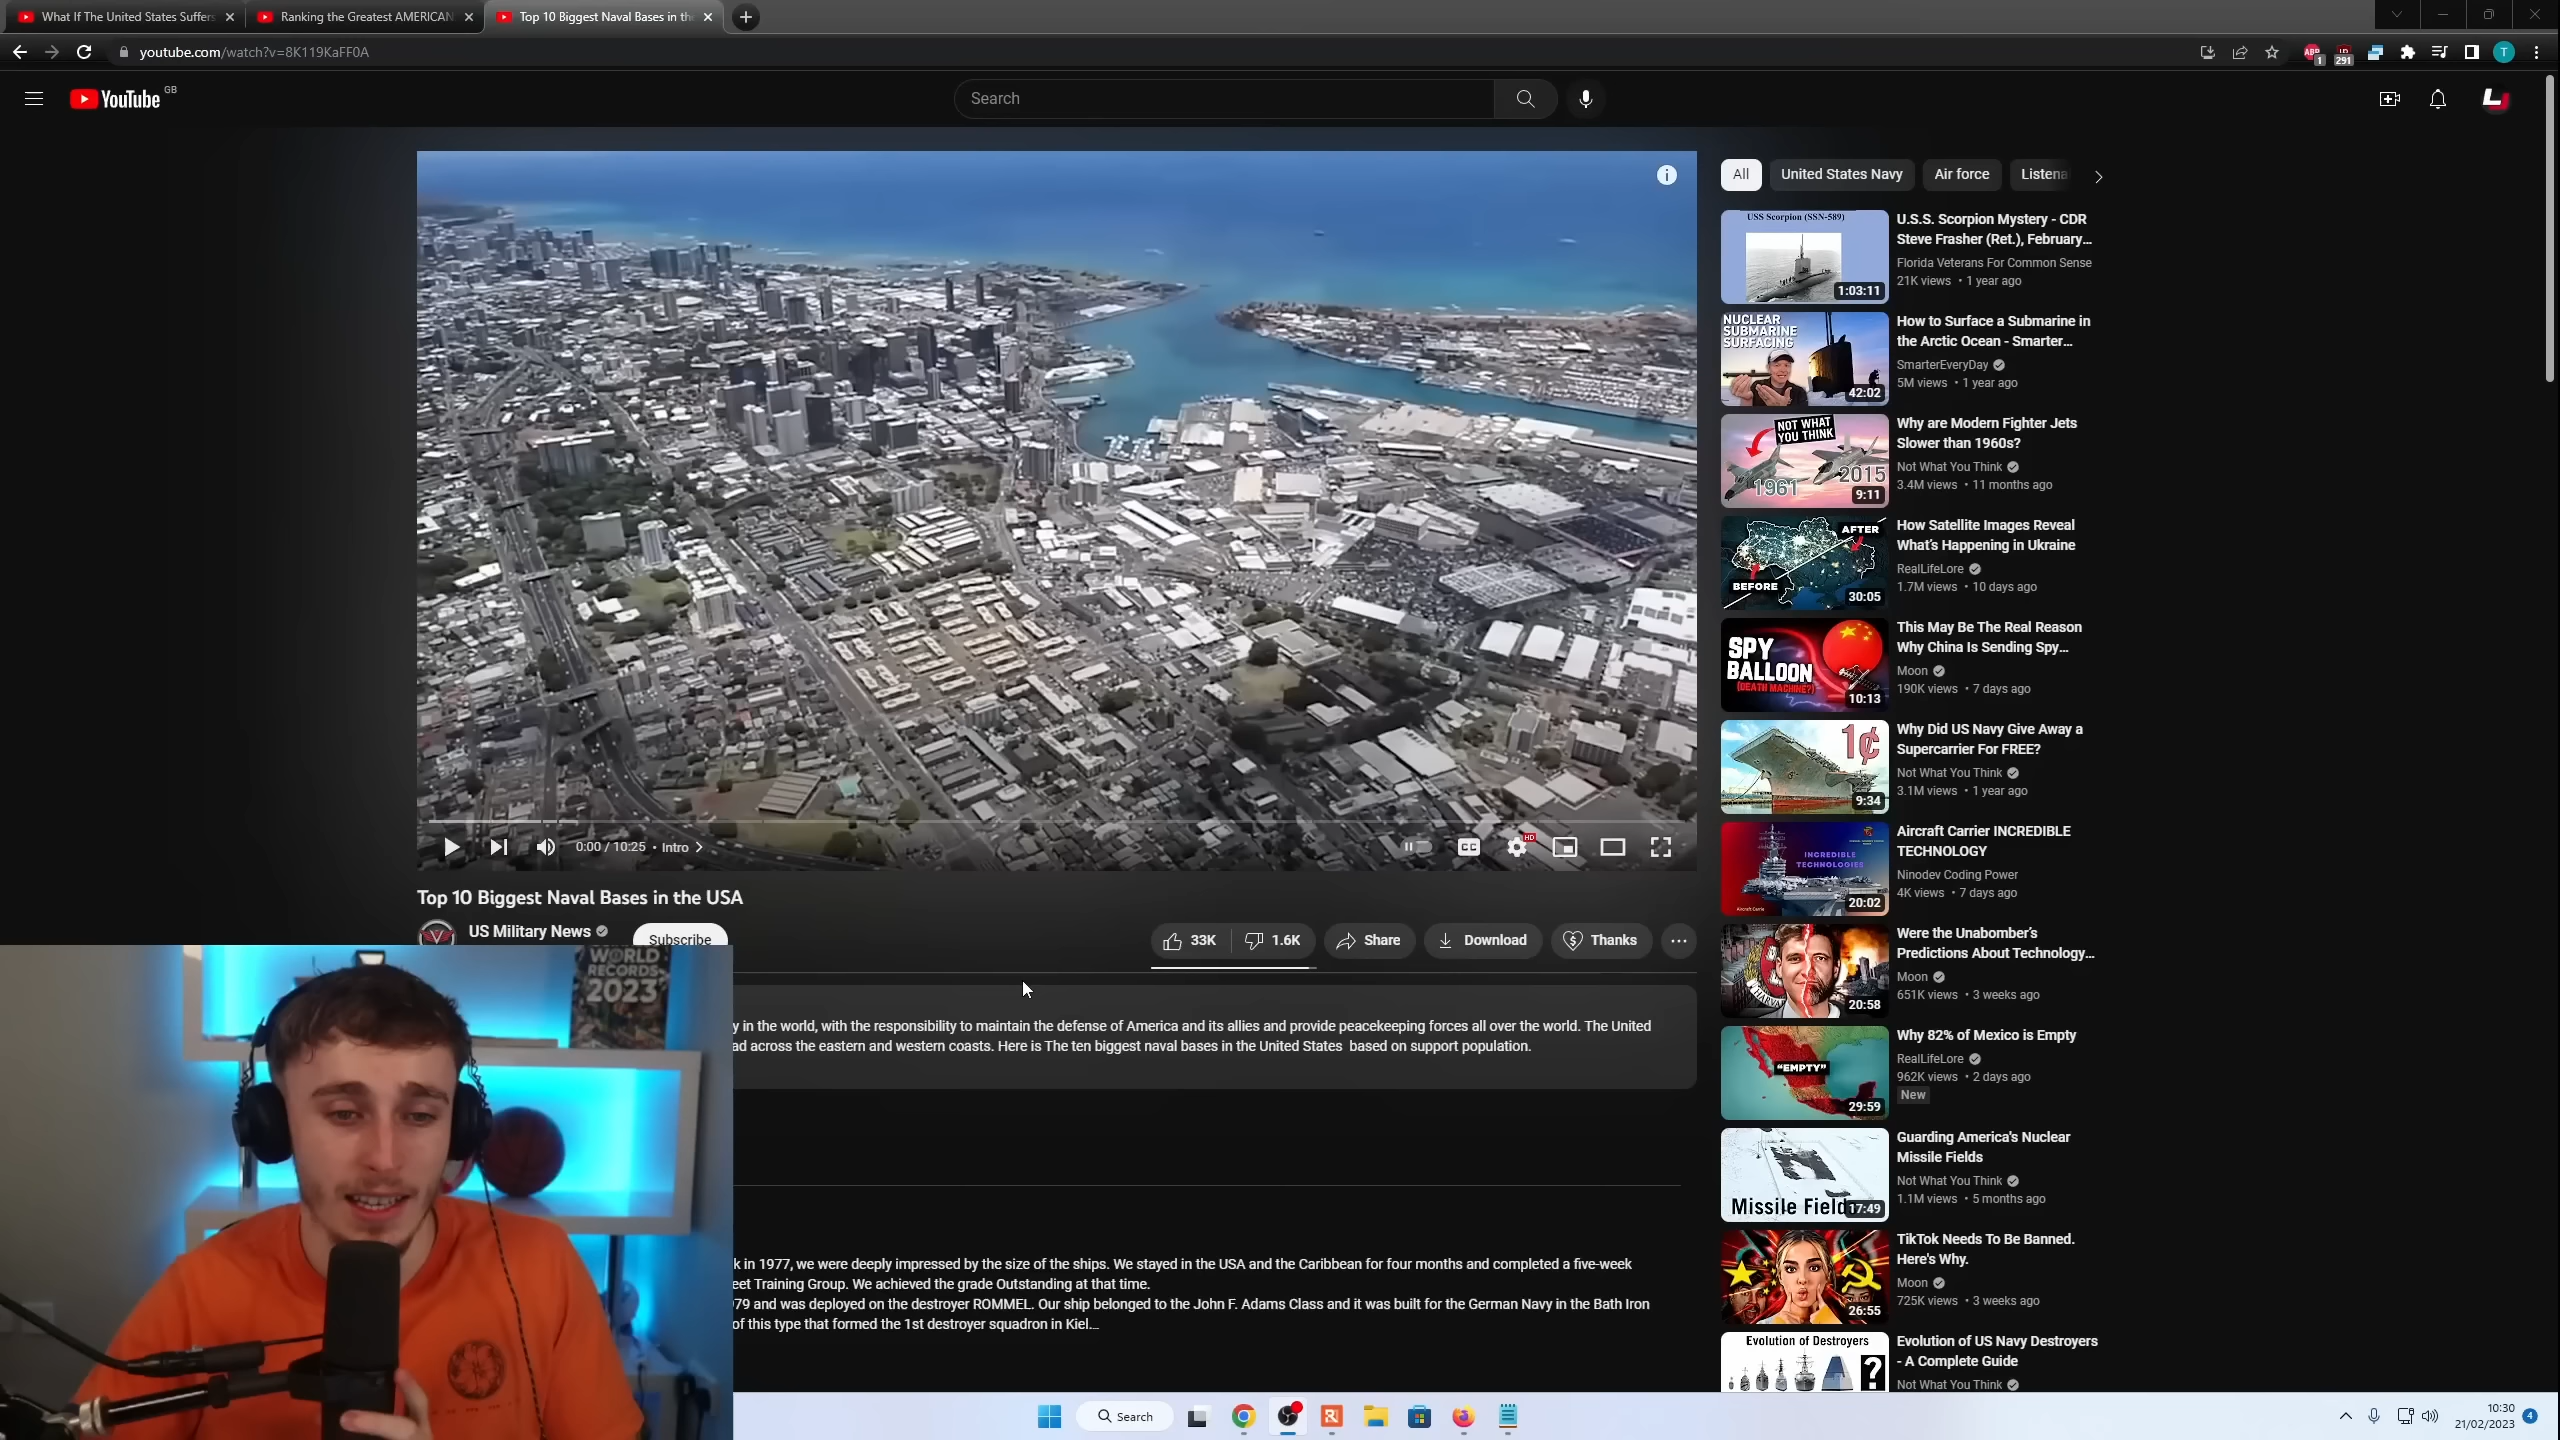 What If The United States Suffers
Ranking the Greatest AMERICAN
Top 10 Biggest Naval Bases in the
youtube.com/watch?v=8K119KaFF0A
ABP
1
291
T
YouTube GB
Search
All
United States Navy
Air force
Listena
USS Scorpion (SSN-589)
1:03:11
U.S.S. Scorpion Mystery - CDR
Steve Frasher (Ret.), February...
Florida Veterans For Common Sense
21K views • 1 year ago
NUCLEAR
SUBMARINE
SURFACING
42:02
How to Surface a Submarine in
the Arctic Ocean - Smarter...
SmarterEveryDay
5M views • 1 year ago
NOT WHAT
YOU THINK
1961
2015
9:11
Why are Modern Fighter Jets
Slower than 1960s?
Not What You Think
3.4M views • 11 months ago
AFTER
BEFORE
30:05
How Satellite Images Reveal
What's Happening in Ukraine
RealLifeLore
1.7M views • 10 days ago
SPY
BALLOON
(DEATH MACHINE?)
10:13
This May Be The Real Reason
Why China Is Sending Spy...
Moon
190K views • 7 days ago
1¢
9:34
Why Did US Navy Give Away a
Supercarrier For FREE?
Not What You Think
3.1M views • 1 year ago
INCREDIBLE
TECHNOLOGIES
Aircraft Carrie
20:02
Aircraft Carrier INCREDIBLE
TECHNOLOGY
Ninodev Coding Power
4K views • 7 days ago
HARVAR
20:58
Were the Unabomber's
Predictions About Technology...
Moon
651K views • 3 weeks ago
"EMPTY"
29:59
Why 82% of Mexico is Empty
RealLifeLore
962K views • 2 days ago
New
Missile Field
17:49
Guarding America's Nuclear
Missile Fields
Not What You Think
1.1M views • 5 months ago
26:55
TikTok Needs To Be Banned.
Here's Why.
Moon
725K views • 3 weeks ago
Evolution of Destroyers
?
Evolution of US Navy Destroyers
- A Complete Guide
Not What You Think
0:00 / 10:25 • Intro
CC
HD
Top 10 Biggest Naval Bases in the USA
US Military News
Subscribe
33K
1.6K
Share
Download
Thanks
y in the world, with the responsibility to maintain the defense of America and its allies and provide peacekeeping forces all over the world. The United
ad across the eastern and western coasts. Here is The ten biggest naval bases in the United States based on support population.
k in 1977, we were deeply impressed by the size of the ships. We stayed in the USA and the Caribbean for four months and completed a five-week
eet Training Group. We achieved the grade Outstanding at that time.
79 and was deployed on the destroyer ROMMEL. Our ship belonged to the John F. Adams Class and it was built for the German Navy in the Bath Iron
of this type that formed the 1st destroyer squadron in Kiel...
WORLD
RECORDS
2023
Search
10:30
21/02/2023
4